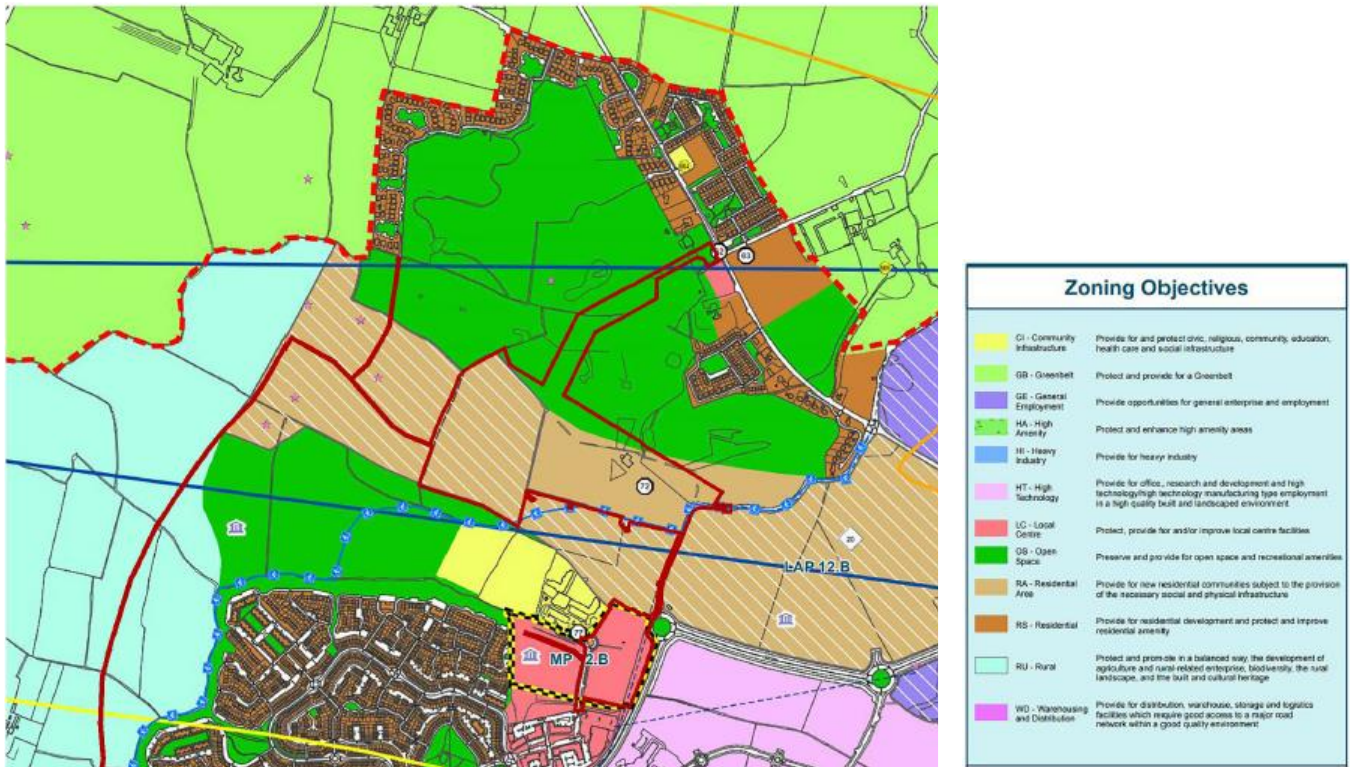 63
72
20
LAP 12.B
77
MP 2.B
Zoning Objectives
CI - Community
Infrastructure
Provide for and protect civic, religious, community, education,
health care and social infrastructure
GB - Greenbelt
Protect and provide for a Greenbelt
GE - General
Employment
Provide opportunities for general enterprise and employment
HA - High
Amenity
Protect and enhance high amenity areas
HI - Heavy
Industry
Provide for heavy industry
HT - High
Technology
Provide for office, research and development and high
technology/high technology manufacturing type employment
in a high quality built and landscaped environment
LC - Local
Centre
Protect, provide for and/or improve local centre facilities
OS - Open
Space
Preserve and provide for open space and recreational amenities
RA - Residential
Area
Provide for new residential communities subject to the provision
of the necessary social and physical infrastructure
RS - Residential
Provide for residential development and protect and improve
residential amenity
RU - Rural
Protect and promote in a balanced way, the development of
agriculture and rural-related enterprise, biodiversity, the rural
landscape, and the built and cultural heritage
WD - Warehousing
and Distribution
Provide for distribution, warehouse, storage and logistics
facilities which require good access to a major road
network within a good quality environment